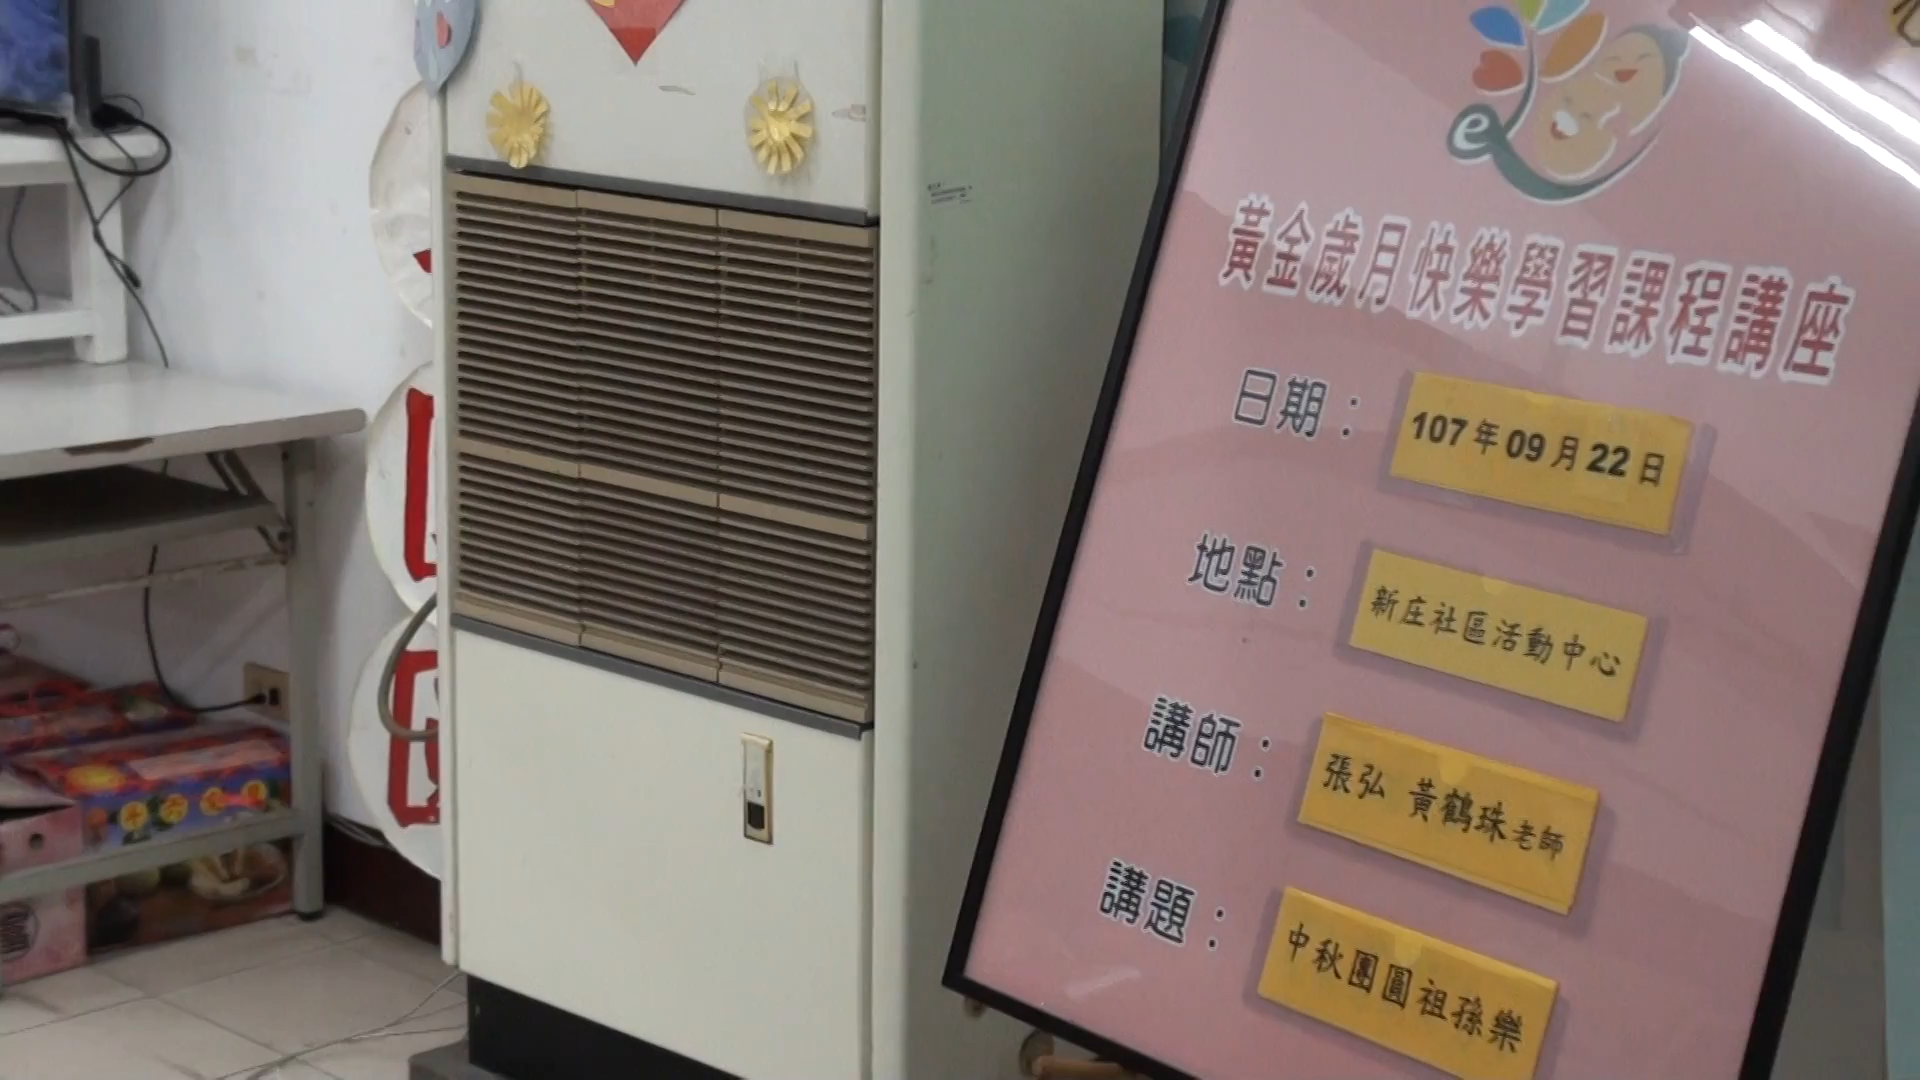 黃金歲月快樂學習課程講座
日期：107年09月22日
地點：新庄社區活動中心
講師：張弘 黃鶴珠老師
講題：中秋團圓祖孫樂